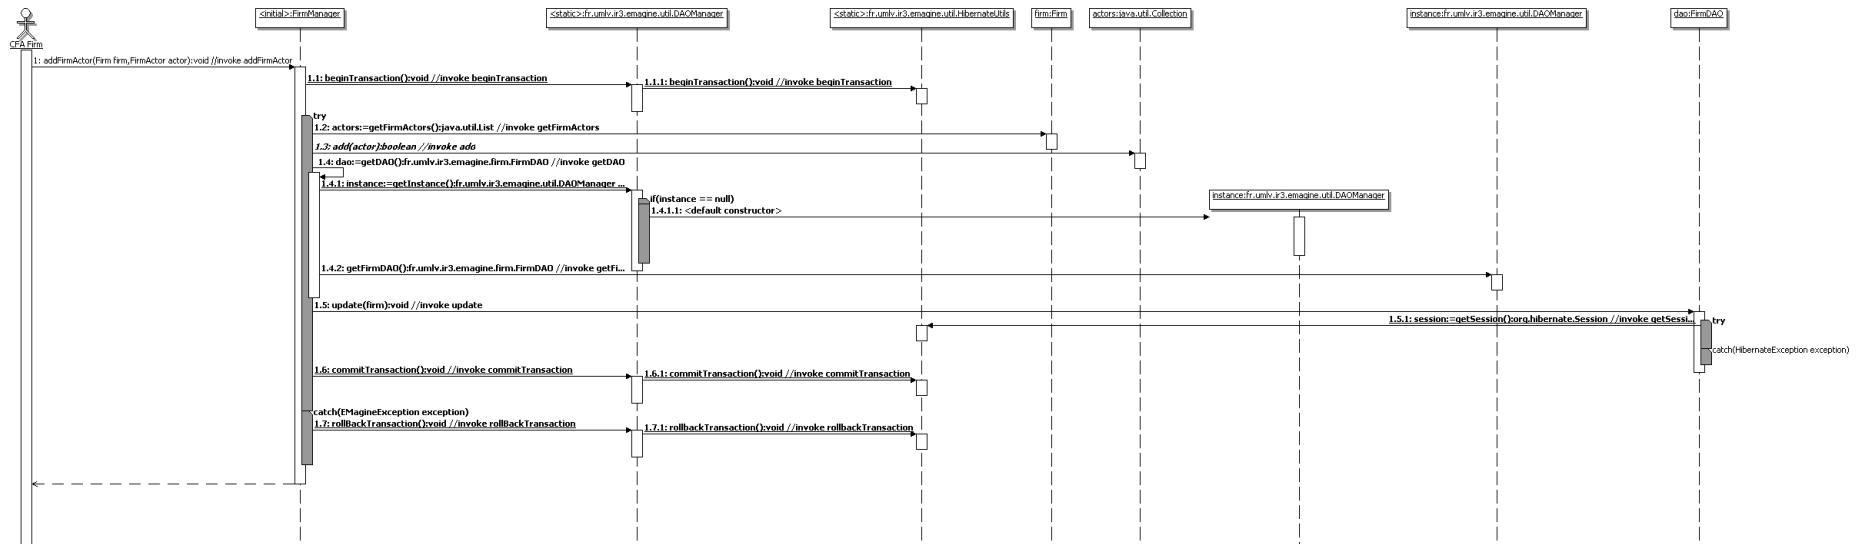 <initial>:FirmManager
<static>:fr.umlv.ir3.emagine.util.DAOManager
<static>:fr.umlv.ir3.emagine.util.HibernateUtils
firm:Firm
actors:java.util.Collection
instance:fr.umlv.ir3.emagine.util.DAOManager
dao:FirmDAO
CFA Firm
1: addFirmActor(Firm firm,FirmActor actor):void //invoke addFirmActor
1.1: beginTransaction():void //invoke beginTransaction
1.1.1: beginTransaction():void //invoke beginTransaction
try
1.2: actors:=getFirmActors():java.util.List //invoke getFirmActors
1.3: add(actor):boolean //invoke add
1.4: dao:=getDAO():fr.umlv.ir3.emagine.firm.FirmDAO //invoke getDAO
1.4.1: instance:=getInstance():fr.umlv.ir3.emagine.util.DAOManager ...
if(instance == null)
instance:fr.umlv.ir3.emagine.util.DAOManager
1.4.1.1: <default constructor>
1.4.2: getFirmDAO():fr.umlv.ir3.emagine.firm.FirmDAO //invoke getFi...
1.5: update(firm):void //invoke update
1.5.1: session:=getSession():org.hibernate.Session //invoke getSessi...
try
catch(HibernateException exception)
1.6: commitTransaction():void //invoke commitTransaction
1.6.1: commitTransaction():void //invoke commitTransaction
catch(EMagineException exception)
1.7: rollBackTransaction():void //invoke rollBackTransaction
1.7.1: rollbackTransaction():void //invoke rollbackTransaction